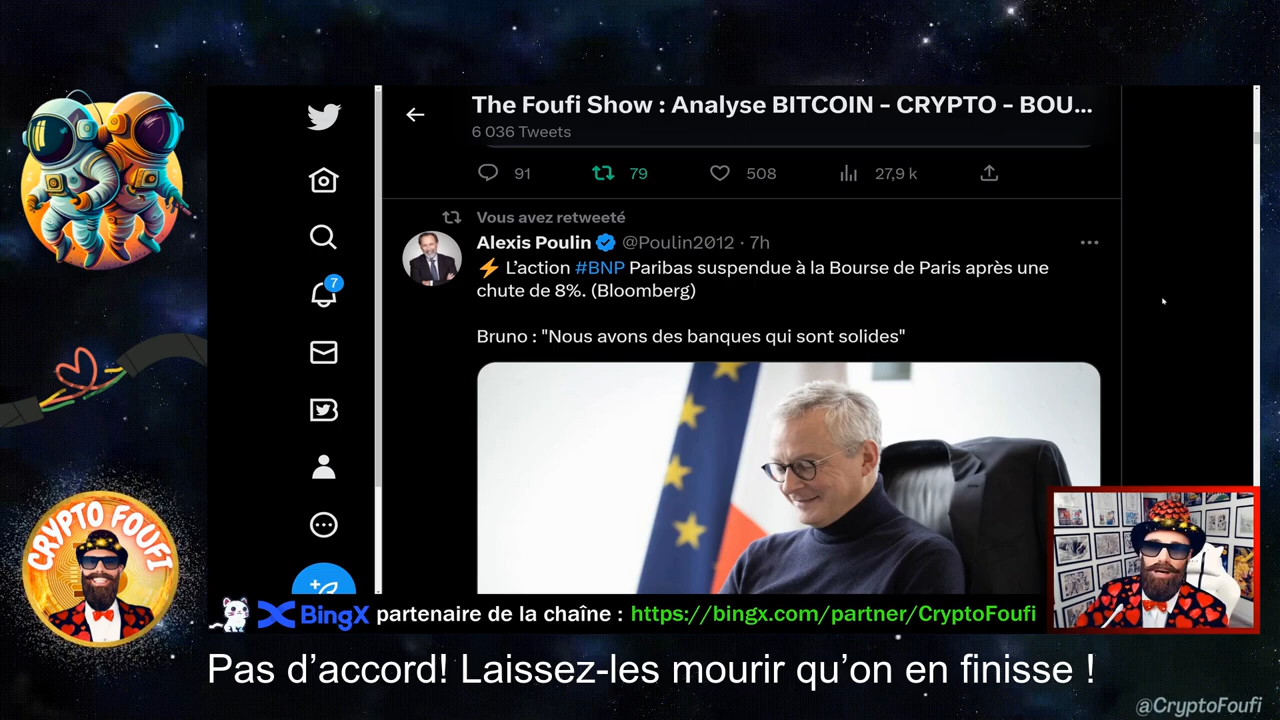 The Foufi Show : Analyse BITCOIN - CRYPTO - BOU...
6 036 Tweets
91 79 508 27,9 k
Vous avez retweeté
Alexis Poulin @Poulin2012 · 7h
⚡ L’action #BNP Paribas suspendue à la Bourse de Paris après une
chute de 8%. (Bloomberg)
Bruno : "Nous avons des banques qui sont solides"
7
CRYPTO FOUFI
BingX partenaire de la chaîne : https://bingx.com/partner/CryptoFoufi
Pas d’accord! Laissez-les mourir qu’on en finisse !
@CryptoFoufi